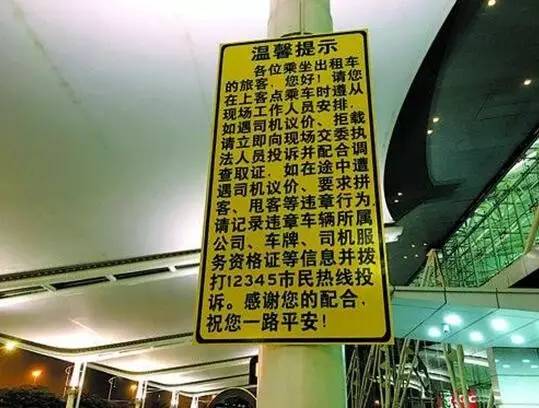 温馨提示
各位乘坐出租车
的旅客，您好！请您
在上客点乘车时遵从
现场工作人员安排，
如遇司机议价、拒载
请立即向现场交委执
法人员投诉并配合调
查取证，如在途中遭
遇司机议价、要求拼
客、甩客等违章行为，
请记录违章车辆所属
公司、车牌、司机服
务资格证等信息并拨
打12345市民热线投
诉。感谢您的配合，
祝您一路平安！